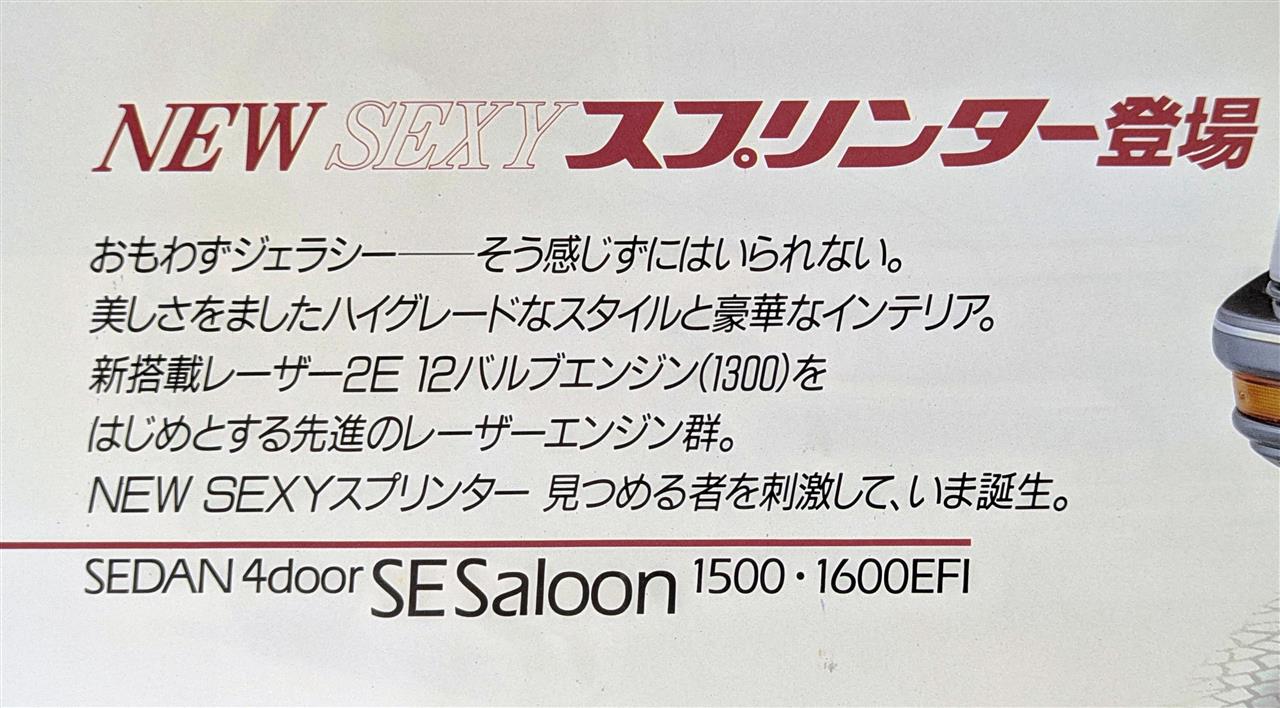 NEW SEXYスプリンター登場
おもわずジェラシー──そう感じずにはいられない。
美しさをましたハイグレードなスタイルと豪華なインテリア。
新搭載レーザー2E 12バルブエンジン(1300)を
はじめとする先進のレーザーエンジン群。
NEW SEXYスプリンター 見つめる者を刺激して、いま誕生。
SEDAN 4door SE Saloon 1500・1600EFI